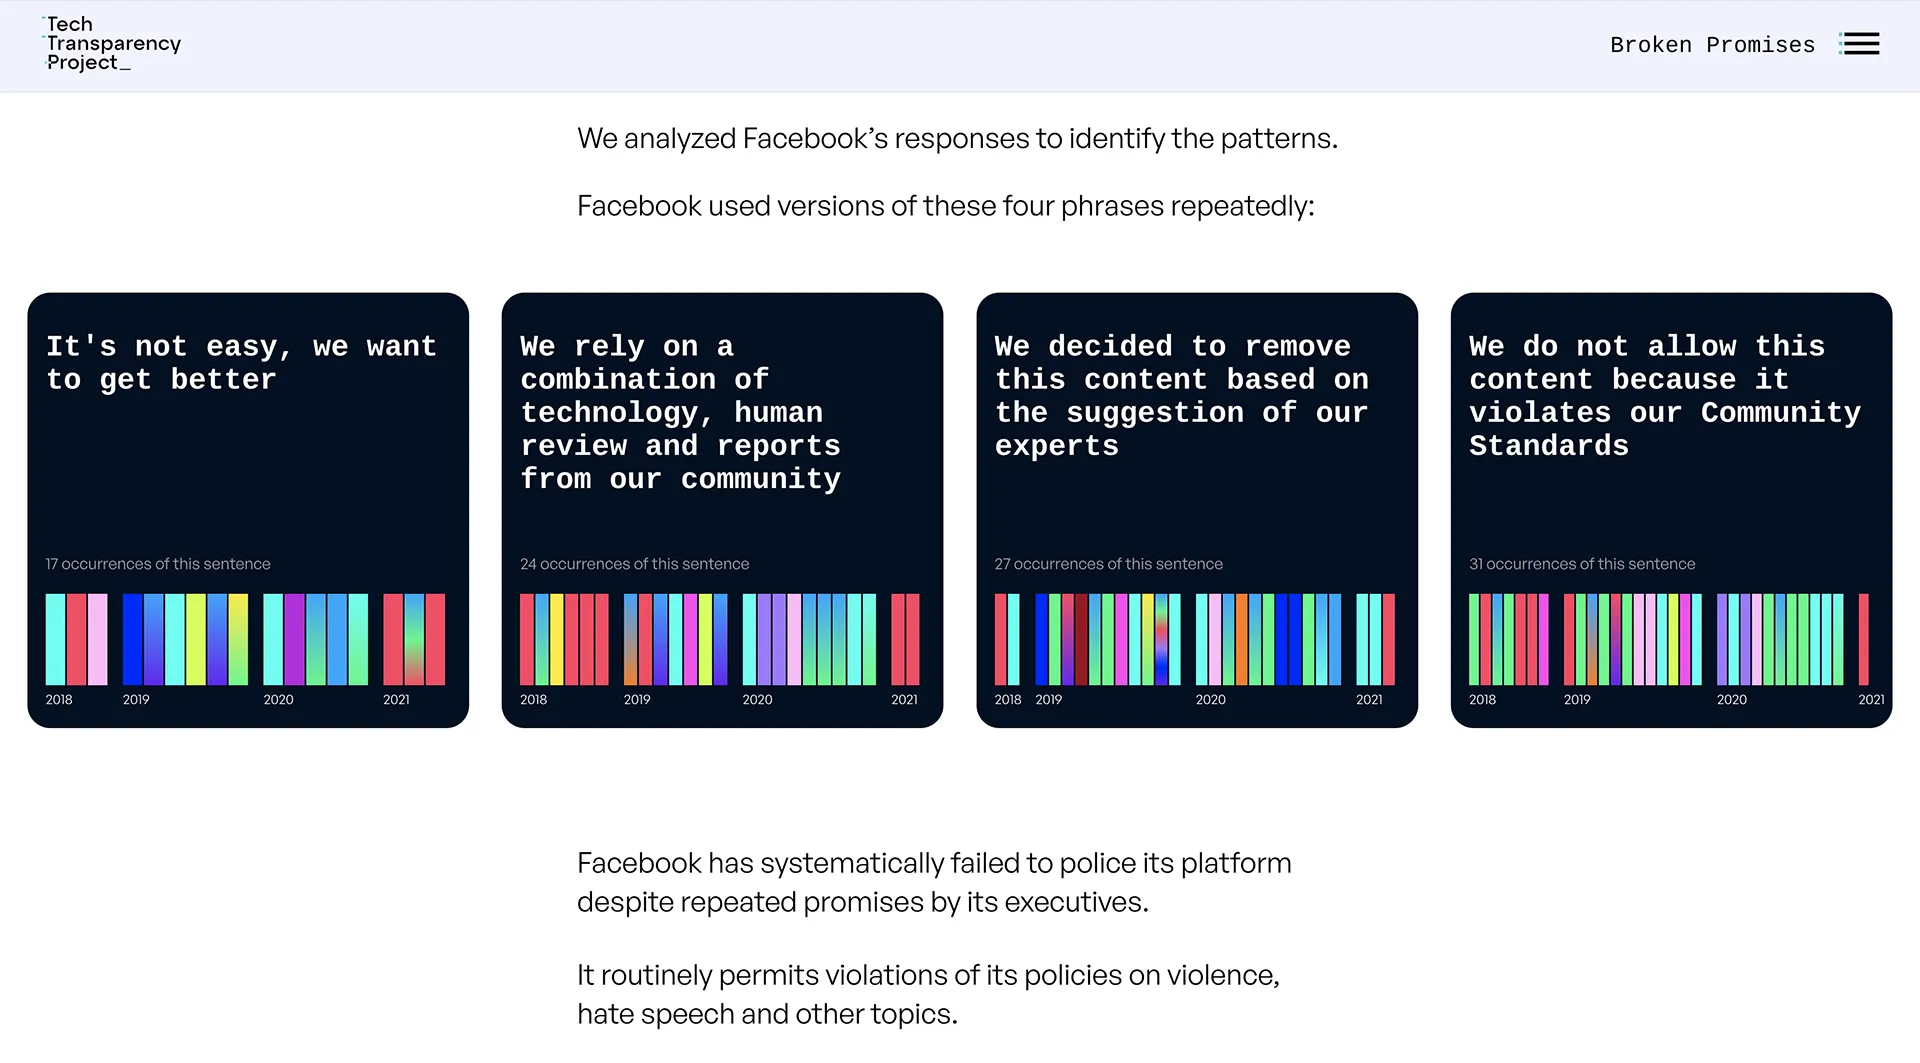 Tech
Transparency
Project_
Broken Promises
We analyzed Facebook’s responses to identify the patterns.
Facebook used versions of these four phrases repeatedly:
It's not easy, we want
to get better
17 occurrences of this sentence
2018 2019 2020 2021
We rely on a
combination of
technology, human
review and reports
from our community
24 occurrences of this sentence
2018 2019 2020 2021
We decided to remove
this content based on
the suggestion of our
experts
27 occurrences of this sentence
2018 2019 2020 2021
We do not allow this
content because it
violates our Community
Standards
31 occurrences of this sentence
2018 2019 2020 2021
Facebook has systematically failed to police its platform
despite repeated promises by its executives.
It routinely permits violations of its policies on violence,
hate speech and other topics.